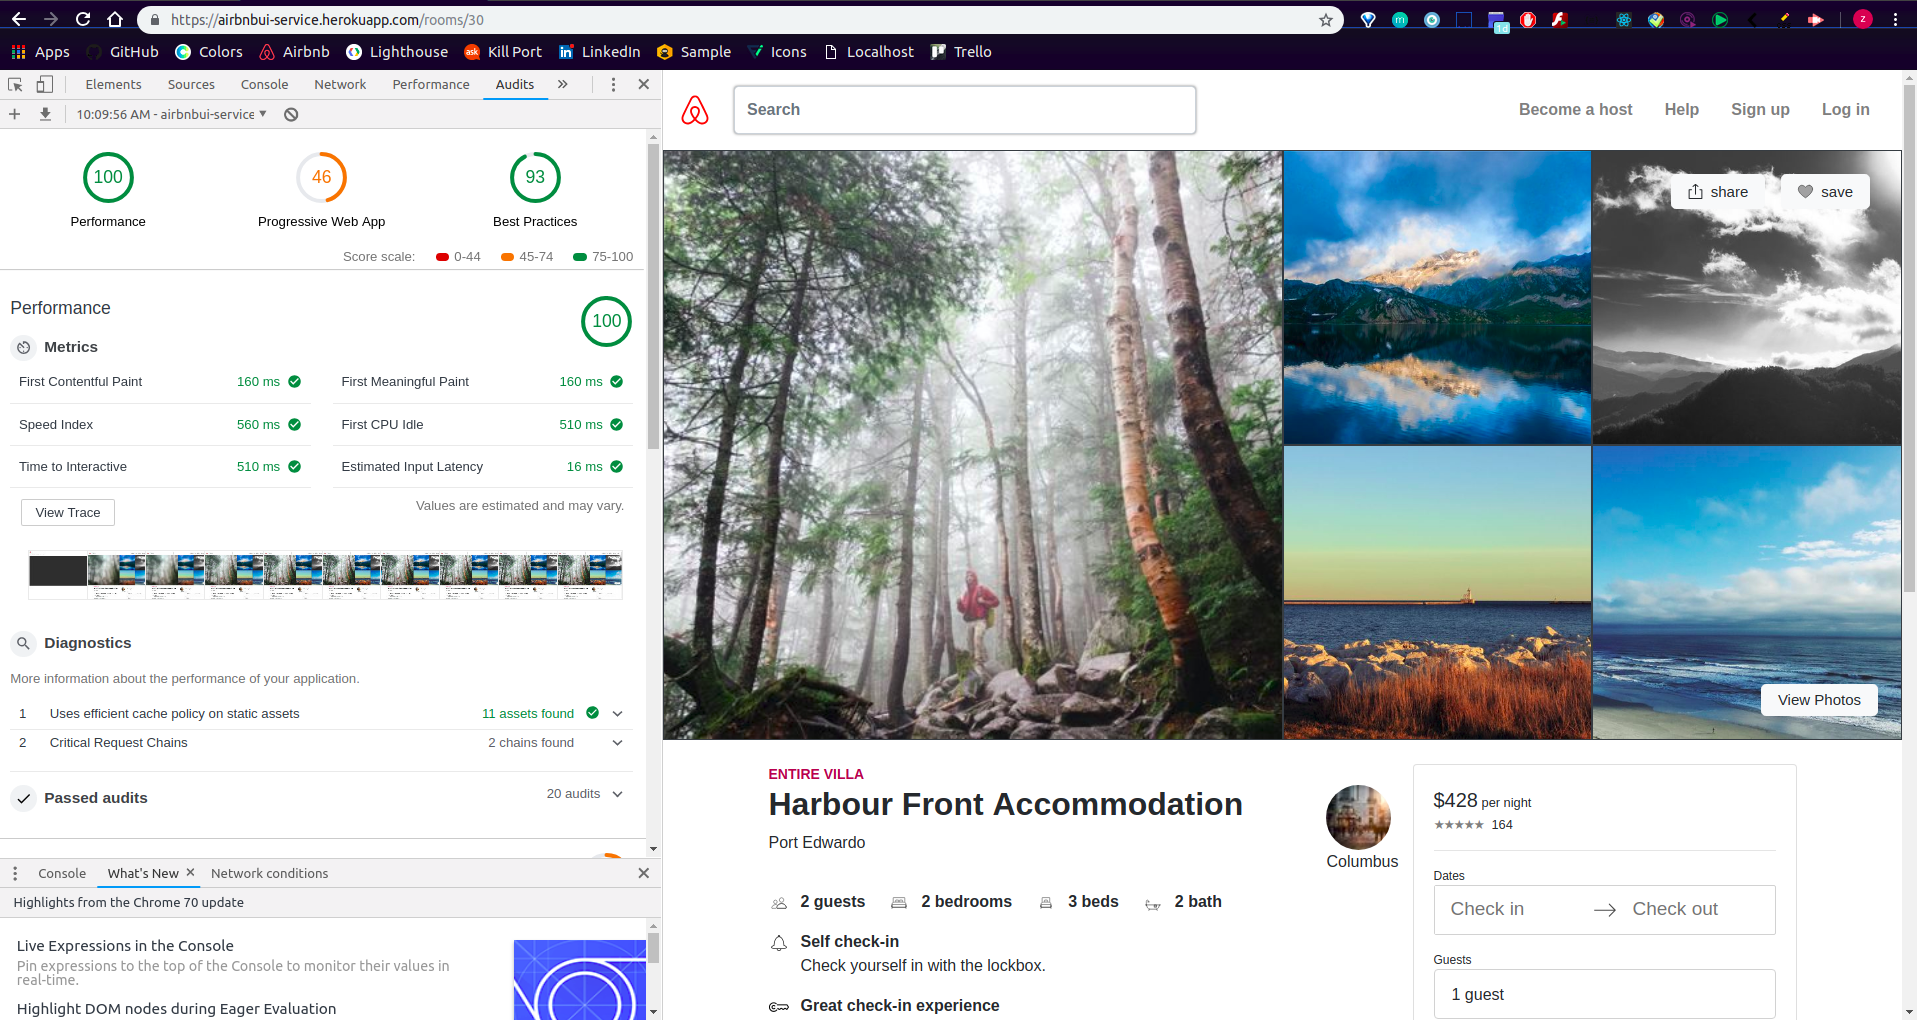 https://airbnbui-service.herokuapp.com/rooms/30
Apps GitHub Colors Airbnb Lighthouse Kill Port LinkedIn Sample Icons Localhost Trello
Elements Sources Console Network Performance Audits
10:09:56 AM - airbnbui-service
100 46 93
Performance Progressive Web App Best Practices
Score scale: 0-44 45-74 75-100
Performance
100
Metrics
First Contentful Paint 160 ms First Meaningful Paint 160 ms
Speed Index 560 ms First CPU Idle 510 ms
Time to Interactive 510 ms Estimated Input Latency 16 ms
View Trace Values are estimated and may vary.
Diagnostics
More information about the performance of your application.
1 Uses efficient cache policy on static assets 11 assets found
2 Critical Request Chains 2 chains found
Passed audits 20 audits
Console What's New Network conditions
Highlights from the Chrome 70 update
Live Expressions in the Console
Pin expressions to the top of the Console to monitor their values in
real-time.
Highlight DOM nodes during Eager Evaluation
Search Become a host Help Sign up Log in
share save
View Photos
ENTIRE VILLA
Harbour Front Accommodation
Port Edwardo
Columbus
2 guests 2 bedrooms 3 beds 2 bath
Self check-in
Check yourself in with the lockbox.
Great check-in experience
$428 per night
★★★★★ 164
Dates
Check in → Check out
Guests
1 guest